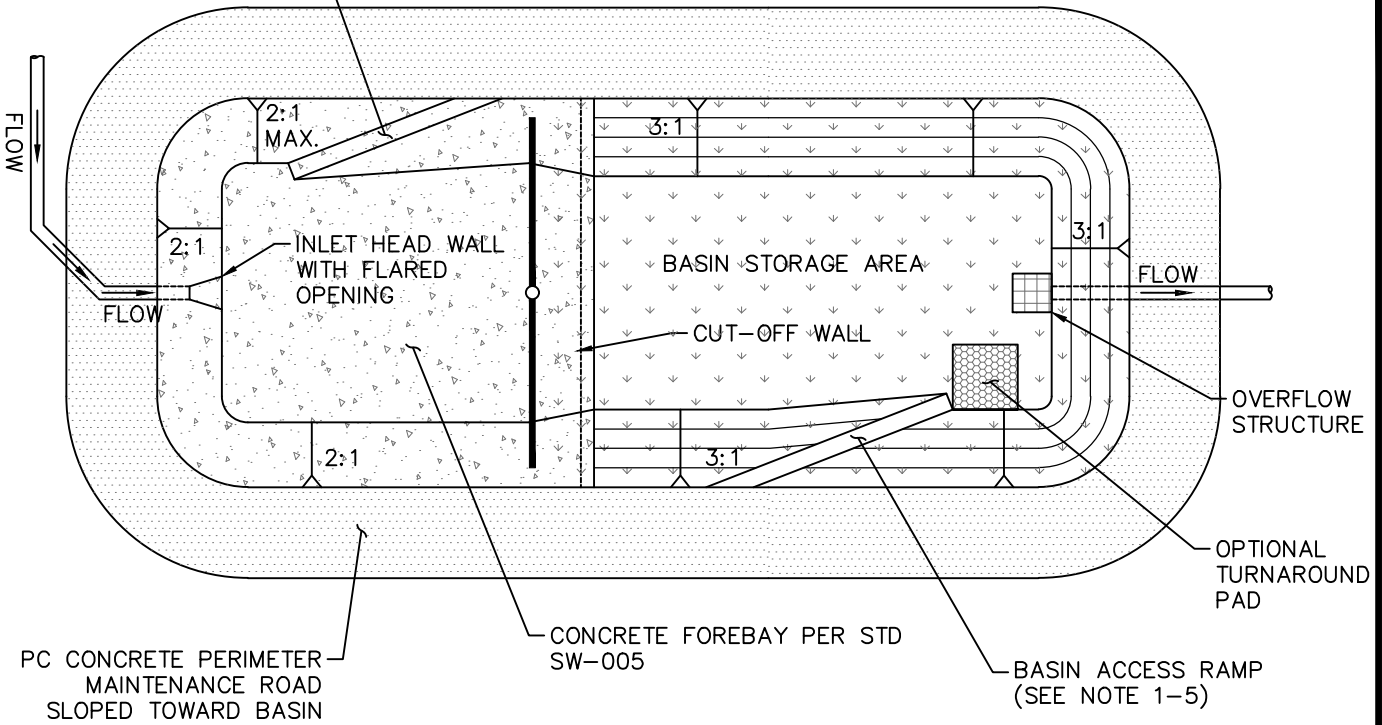 FLOW
2:1
MAX.
3:1
2:1
INLET HEAD WALL
WITH FLARED
OPENING
BASIN STORAGE AREA
3:1
FLOW
FLOW
CUT-OFF WALL
OVERFLOW
STRUCTURE
2:1
3:1
OPTIONAL
TURNAROUND
PAD
CONCRETE FOREBAY PER STD
SW-005
PC CONCRETE PERIMETER
MAINTENANCE ROAD
SLOPED TOWARD BASIN
BASIN ACCESS RAMP
(SEE NOTE 1-5)